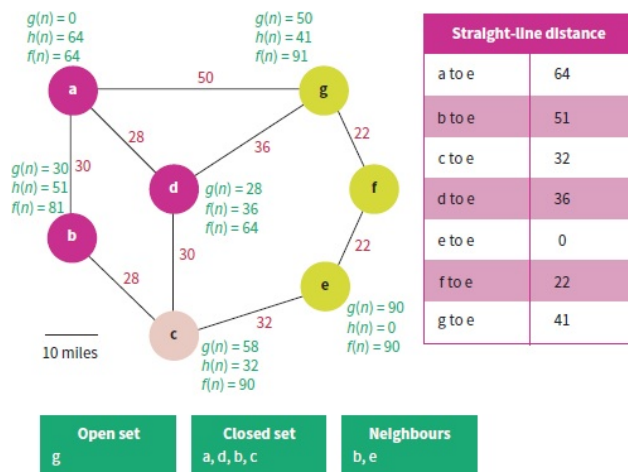 g(n) = 0
h(n) = 64
f(n) = 64
a
g(n) = 50
h(n) = 41
f(n) = 91
g
50
28
36
22
30
g(n) = 30
h(n) = 51
f(n) = 81
b
d
g(n) = 28
f(n) = 36
f(n) = 64
f
28
30
22
e
32
c
g(n) = 90
h(n) = 0
f(n) = 90
g(n) = 58
h(n) = 32
f(n) = 90
10 miles
Straight-line distance
a to e 64
b to e 51
c to e 32
d to e 36
e to e 0
f to e 22
g to e 41
Open set
g
Closed set
a, d, b, c
Neighbours
b, e